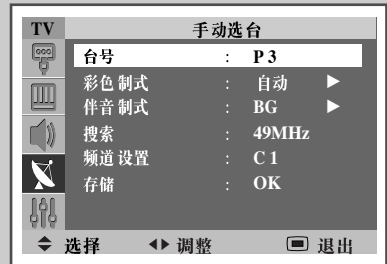 TV 手动选台
台号 : P 3
彩色制式 : 自动 ▶
伴音制式 : BG ▶
搜索 : 49MHz
频道设置 : C 1
存储 : OK
选择 调整 退出